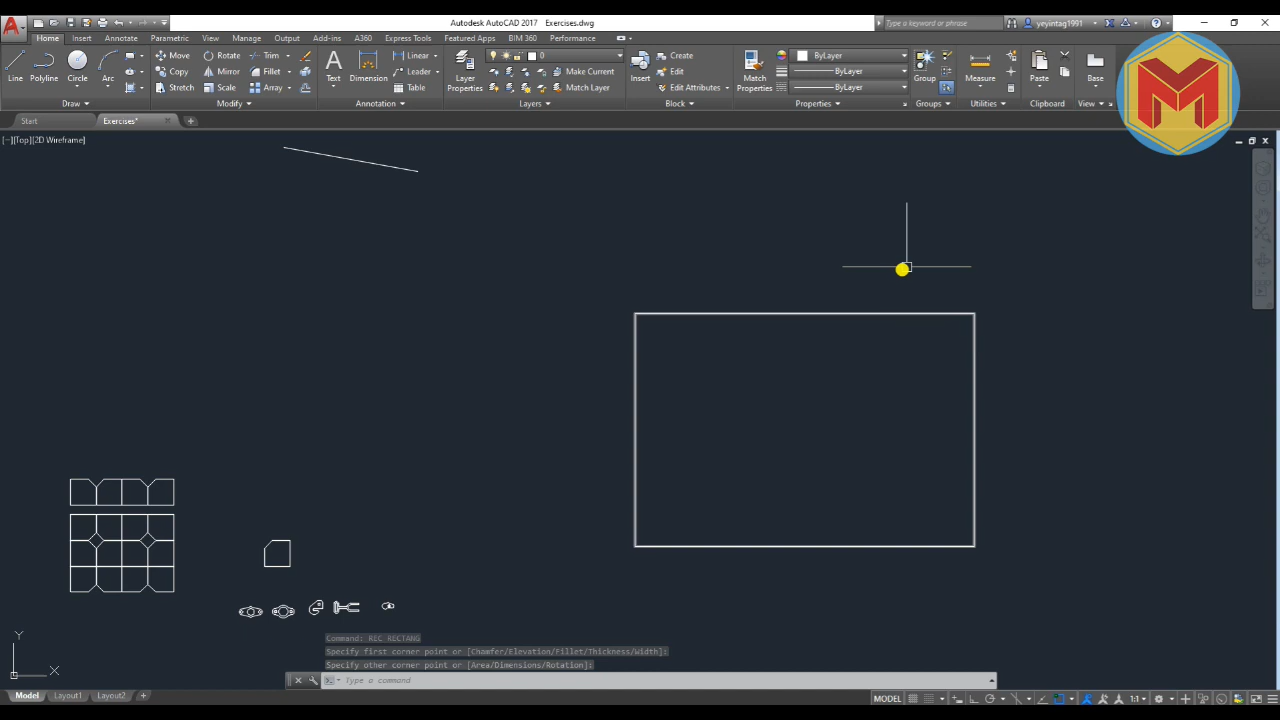 Autodesk AutoCAD 2017 Exercises.dwg
Type a keyword or phrase
yeyintag1991
Home Insert Annotate Parametric View Manage Output Add-ins A360 Express Tools Featured Apps BIM 360 Performance
Line Polyline Circle Arc
Move Rotate Trim
Copy Mirror Fillet
Stretch Scale Array
Text Dimension
Linear
Leader
Table
Layer Properties
0
Make Current
Match Layer
Insert
Create
Edit
Edit Attributes
Match Properties
ByLayer
ByLayer
ByLayer
Group Measure Paste Base
Draw Modify Annotation Layers Block Properties Groups Utilities Clipboard View
Start Exercises*
[−][Top][2D Wireframe]
Command: REC RECTANG
Specify first corner point or [Chamfer/Elevation/Fillet/Thickness/Width]:
Specify other corner point or [Area/Dimensions/Rotation]:
Y
X
Type a command
Model Layout1 Layout2
MODEL 1:1